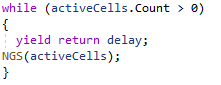 while (activeCells.Count > 0)
{
  yield return delay;
NGS(activeCells);
}